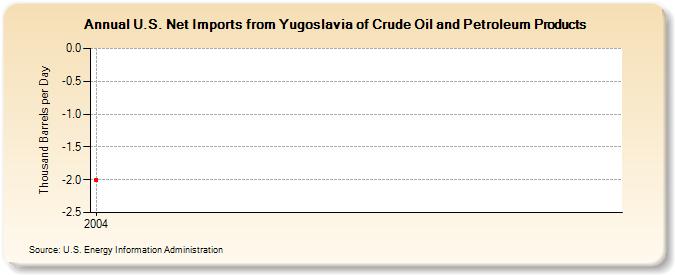 Annual U.S. Net Imports from Yugoslavia of Crude Oil and Petroleum Products
Thousand Barrels per Day
0.0
-0.5
-1.0
-1.5
-2.0
-2.5
2004
Source: U.S. Energy Information Administration